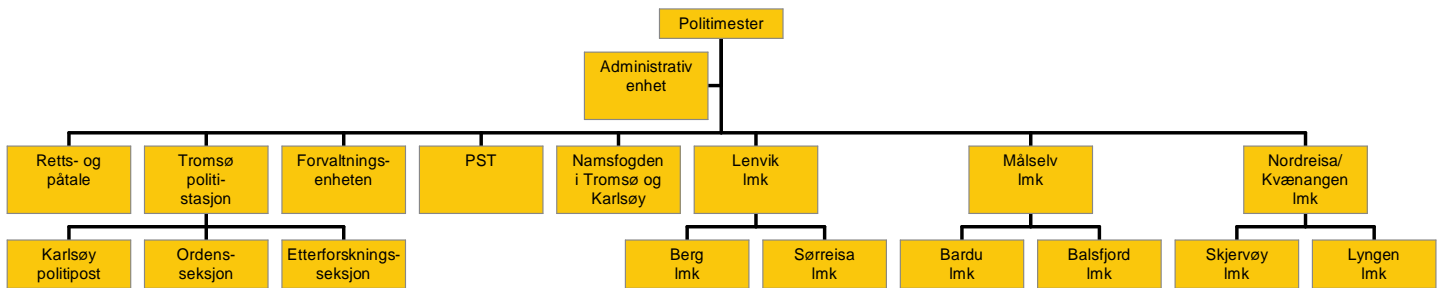 Politimester
Administrativ
enhet
Retts- og
påtale
Tromsø
politi-
stasjon
Forvaltnings-
enheten
PST
Namsfogden
i Tromsø og
Karlsøy
Lenvik
lmk
Målselv
lmk
Nordreisa/
Kvænangen
lmk
Karlsøy
politipost
Ordens-
seksjon
Etterforsknings-
seksjon
Berg
lmk
Sørreisa
lmk
Bardu
lmk
Balsfjord
lmk
Skjervøy
lmk
Lyngen
lmk